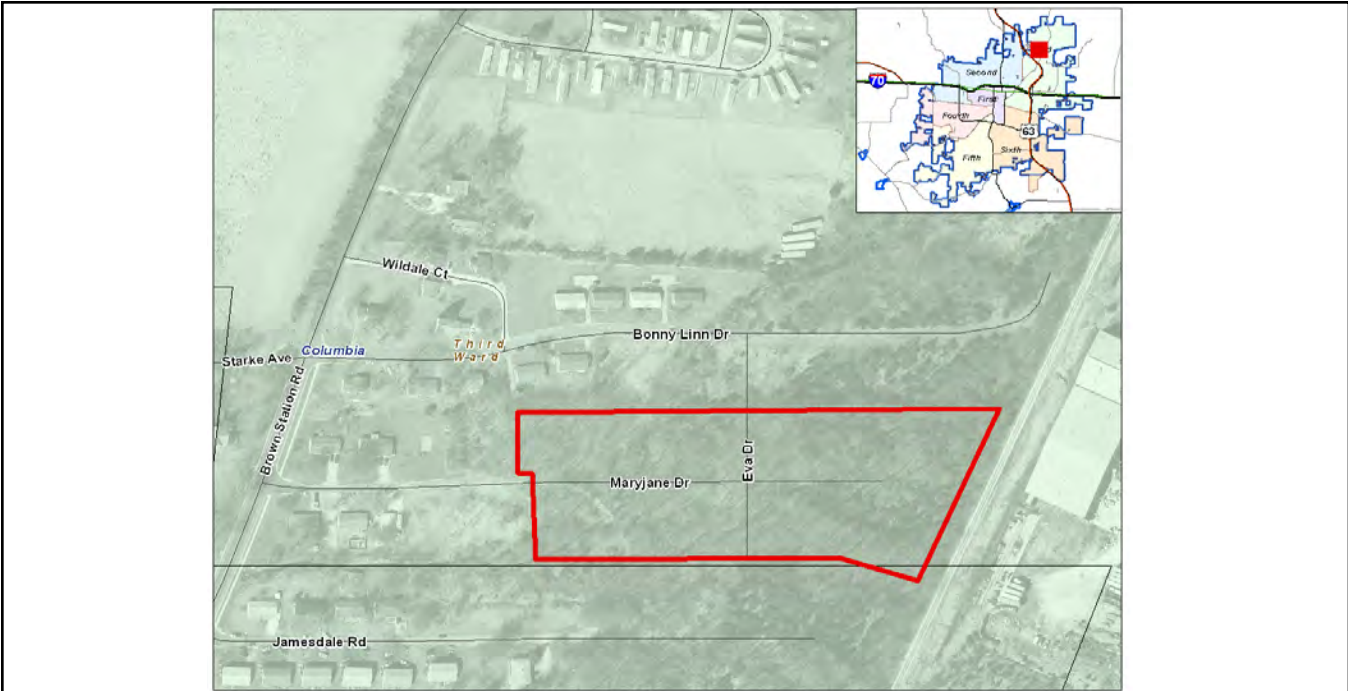 Second
70
First
Fourth
63
Fifth
Sixth
Wildale Ct
Bonny Linn Dr
Third
Ward
Columbia
Starke Ave
Brown Station Rd
Eva Dr
Maryjane Dr
Jamesdale Rd